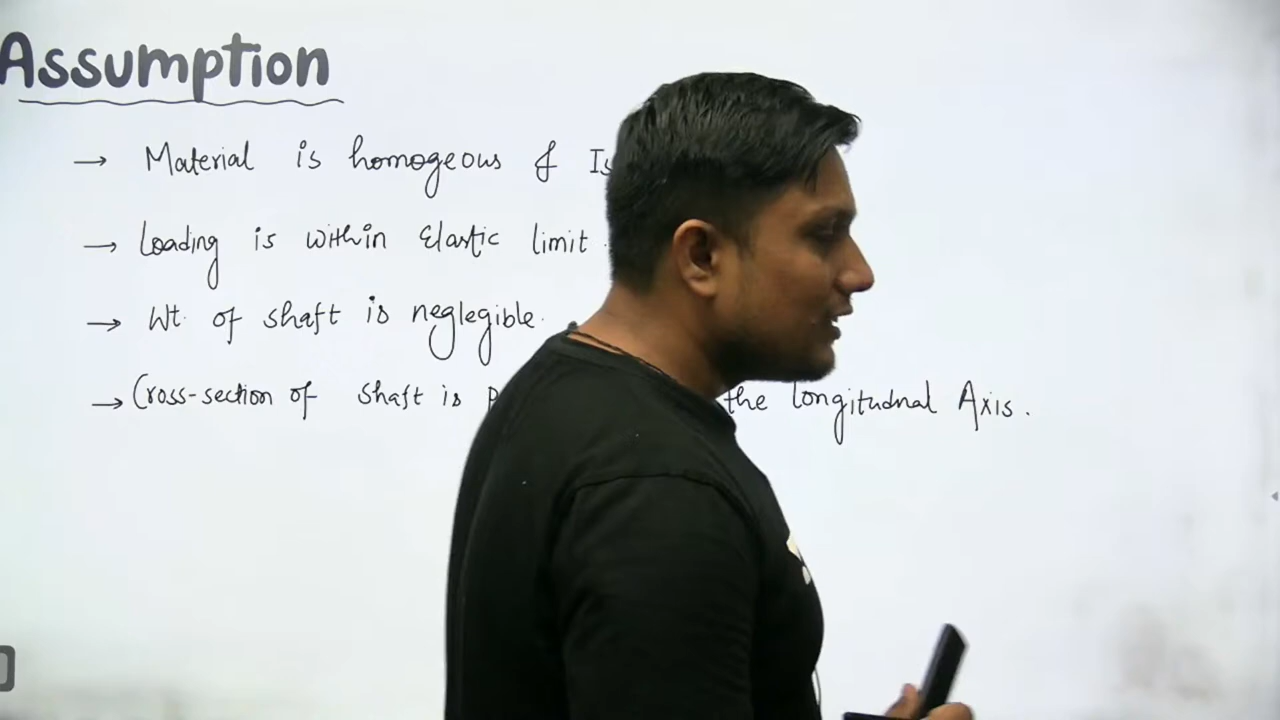 Assumption
→ Material is homogeous &
→ Loading is within Elastic limit.
→ Wt. of shaft is neglegible.
→ Cross-section of shaft is the longitudnal Axis.